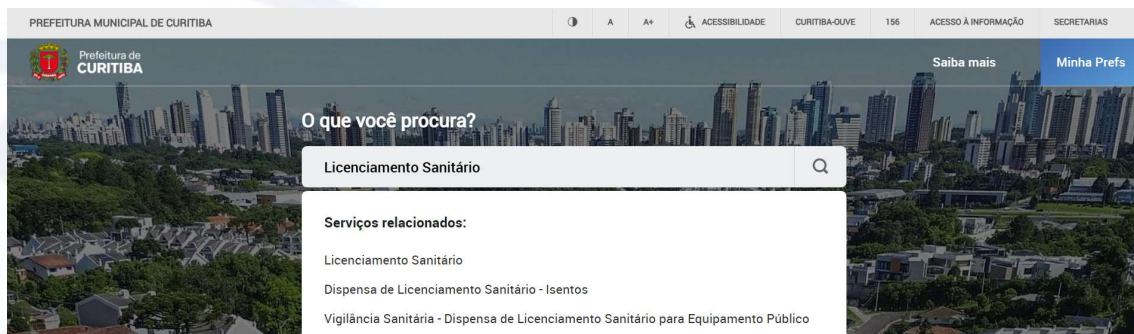 PREFEITURA MUNICIPAL DE CURITIBA A A+ ACESSIBILIDADE CURITIBA-OUVE 156 ACESSO À INFORMAÇÃO SECRETARIAS
Prefeitura de
CURITIBA
Saiba mais Minha Prefs
O que você procura?
Licenciamento Sanitário
Serviços relacionados:
Licenciamento Sanitário
Dispensa de Licenciamento Sanitário - Isentos
Vigilância Sanitária - Dispensa de Licenciamento Sanitário para Equipamento Público